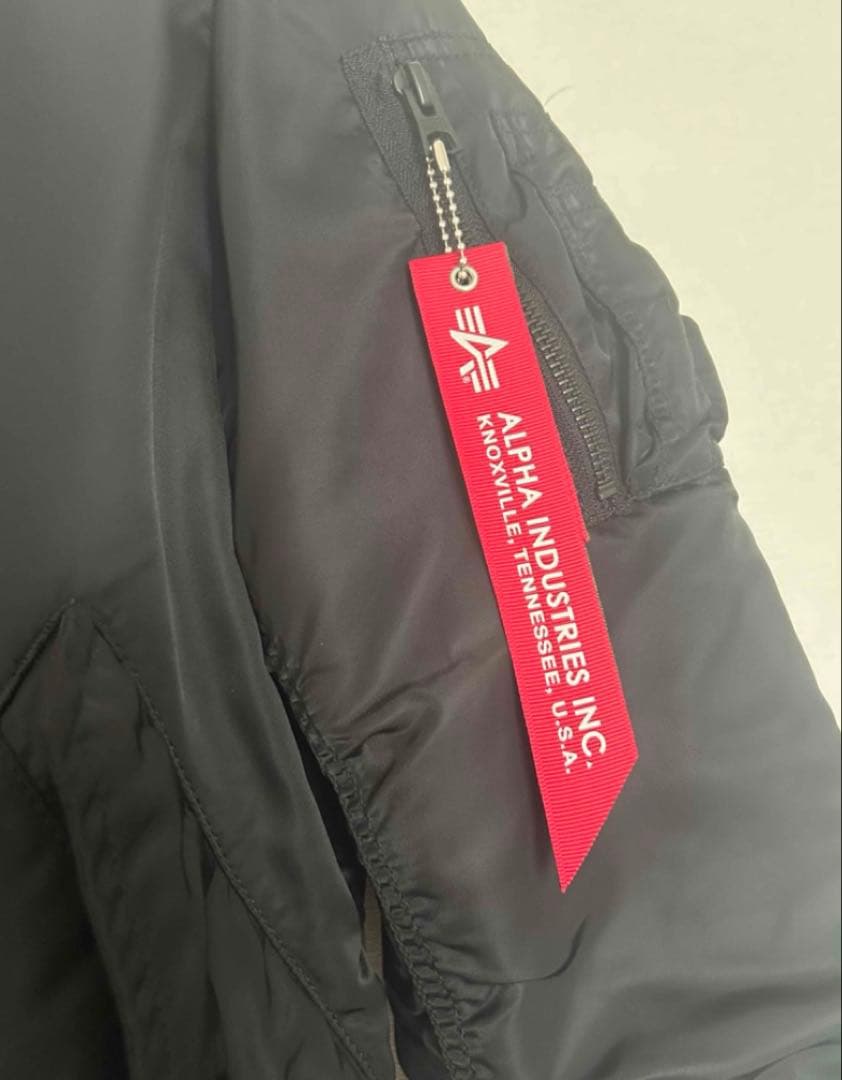 ALPHA INDUSTRIES INC.
KNOXVILLE, TENNESSEE, U.S.A.